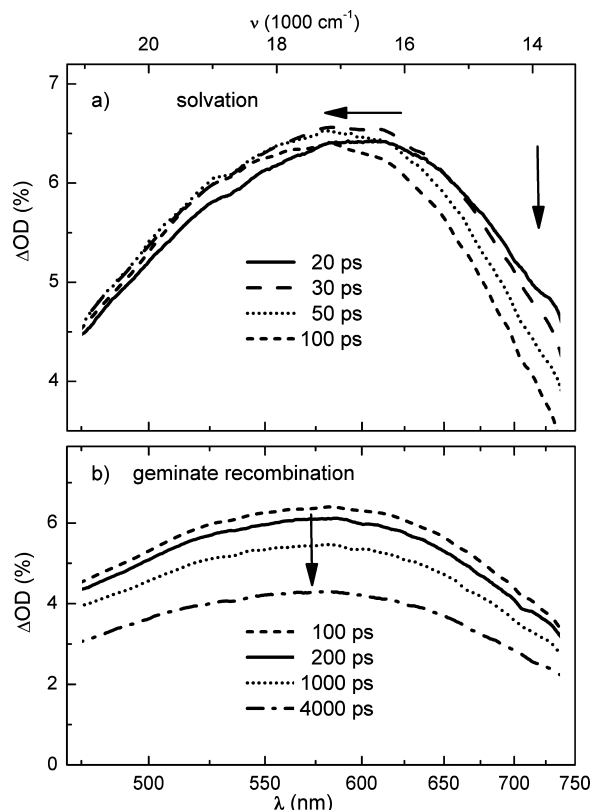 ν (1000 cm⁻¹)
20 18 16 14
a) solvation
7
6
5
4
ΔOD (%)
20 ps
30 ps
50 ps
100 ps
b) geminate recombination
6
4
2
0
ΔOD (%)
100 ps
200 ps
1000 ps
4000 ps
500 550 600 650 700 750
λ (nm)